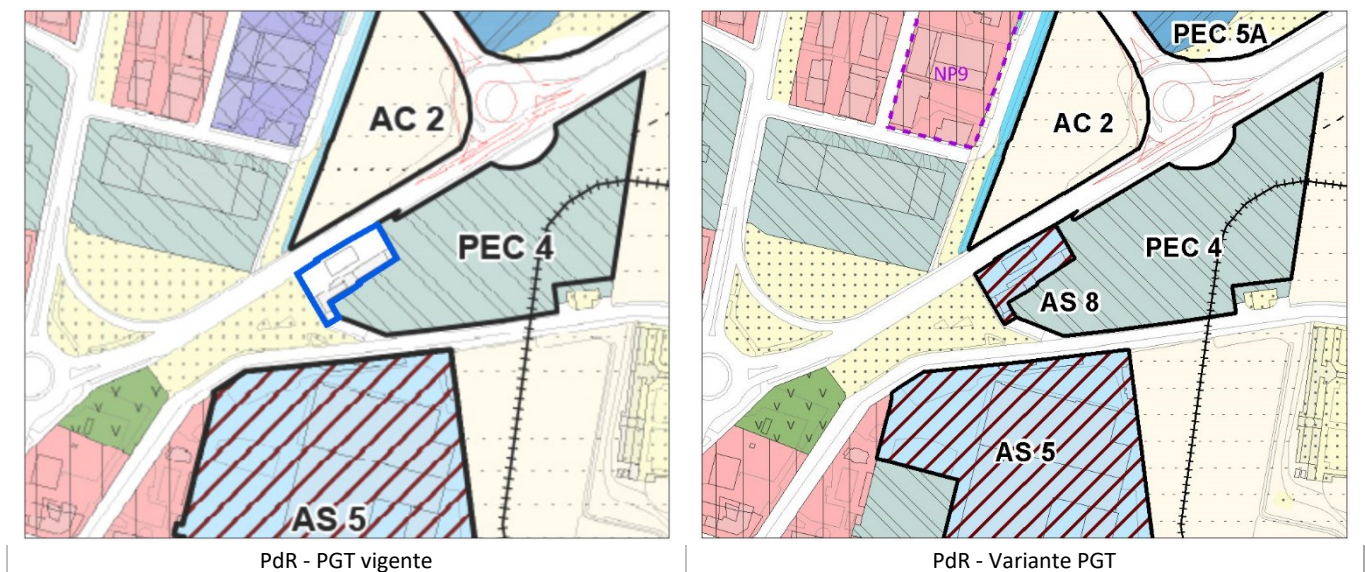 AC 2
PEC 4
AS 5
PdR - PGT vigente
PEC 5A
NP9
AC 2
PEC 4
AS 8
AS 5
PdR - Variante PGT